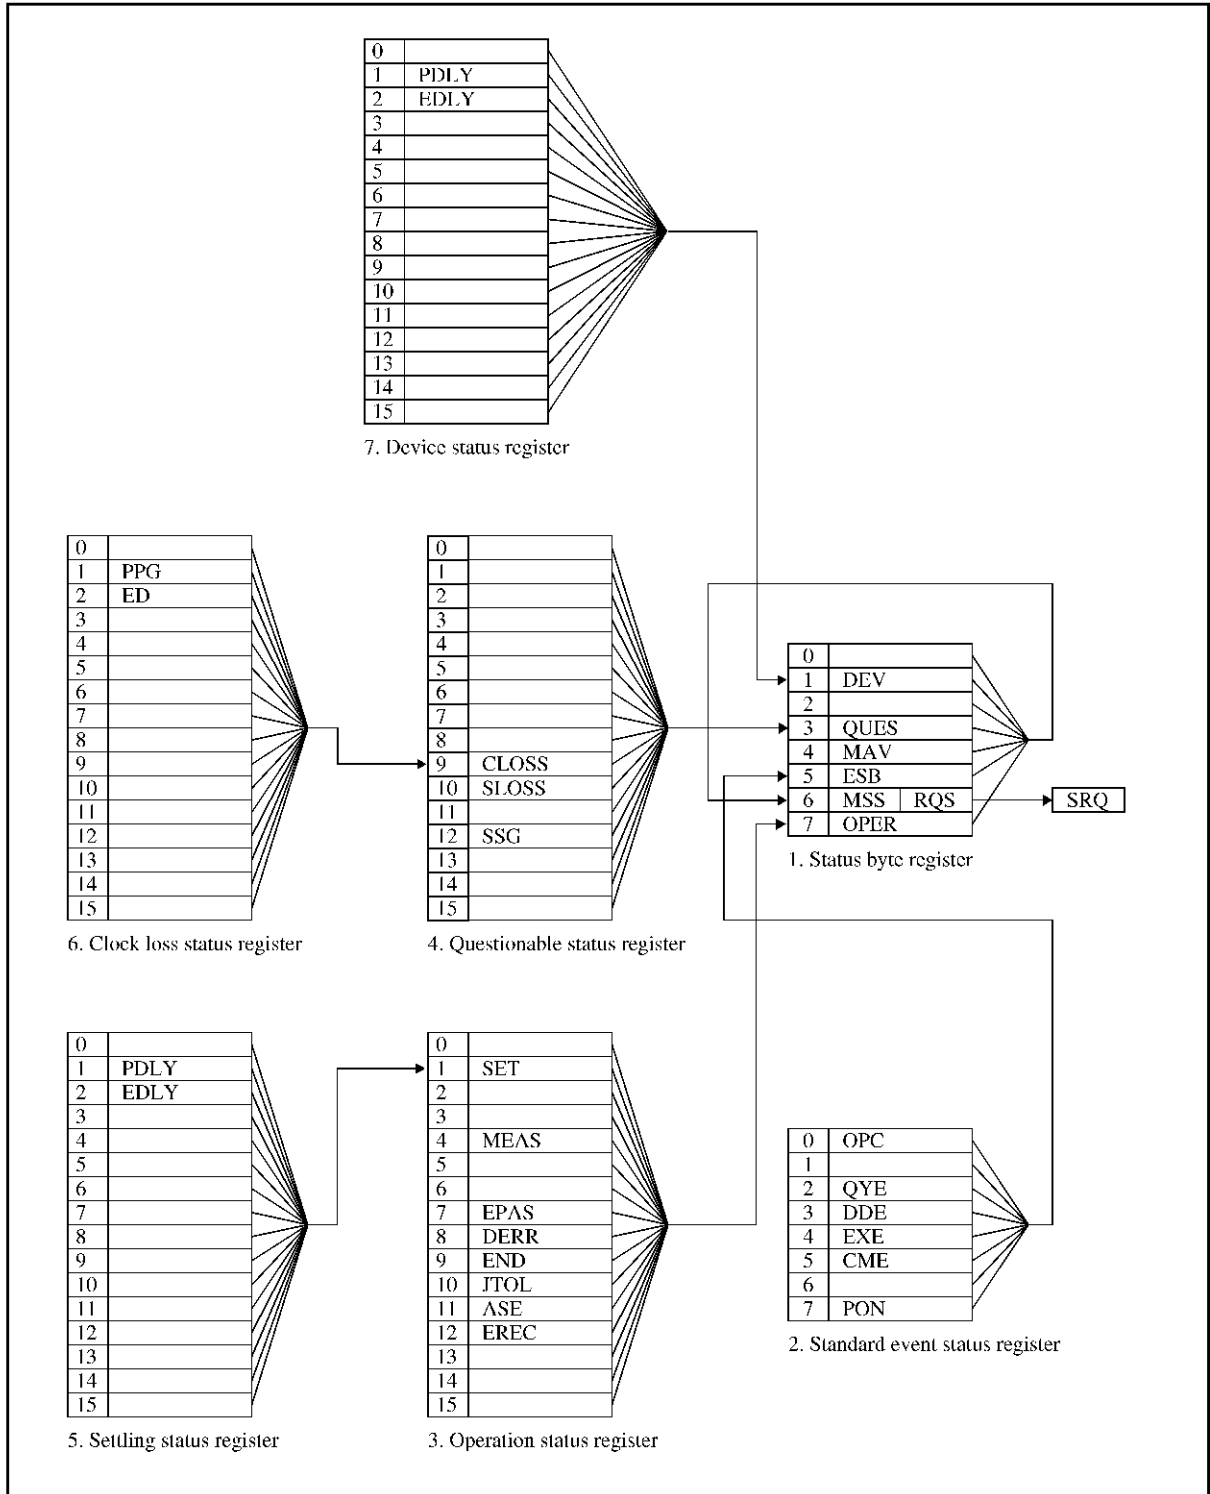 0
1 PDLY
2 EDLY
3
4
5
6
7
8
9
10
11
12
13
14
15
7. Device status register
0
1 PPG
2 ED
3
4
5
6
7
8
9
10
11
12
13
14
15
6. Clock loss status register
0
1
2
3
4
5
6
7
8
9 CLOSS
10 SLOSS
11
12 SSG
13
14
15
4. Questionable status register
0
1 DEV
2
3 QUES
4 MAV
5 ESB
6 MSS RQS SRQ
7 OPER
1. Status byte register
0
1 PDLY
2 EDLY
3
4
5
6
7
8
9
10
11
12
13
14
15
5. Settling status register
0
1 SET
2
3
4 MEAS
5
6
7 EPAS
8 DERR
9 END
10 JTOL
11 ASE
12 EREC
13
14
15
3. Operation status register
0 OPC
1
2 QYE
3 DDE
4 EXE
5 CME
6
7 PON
2. Standard event status register